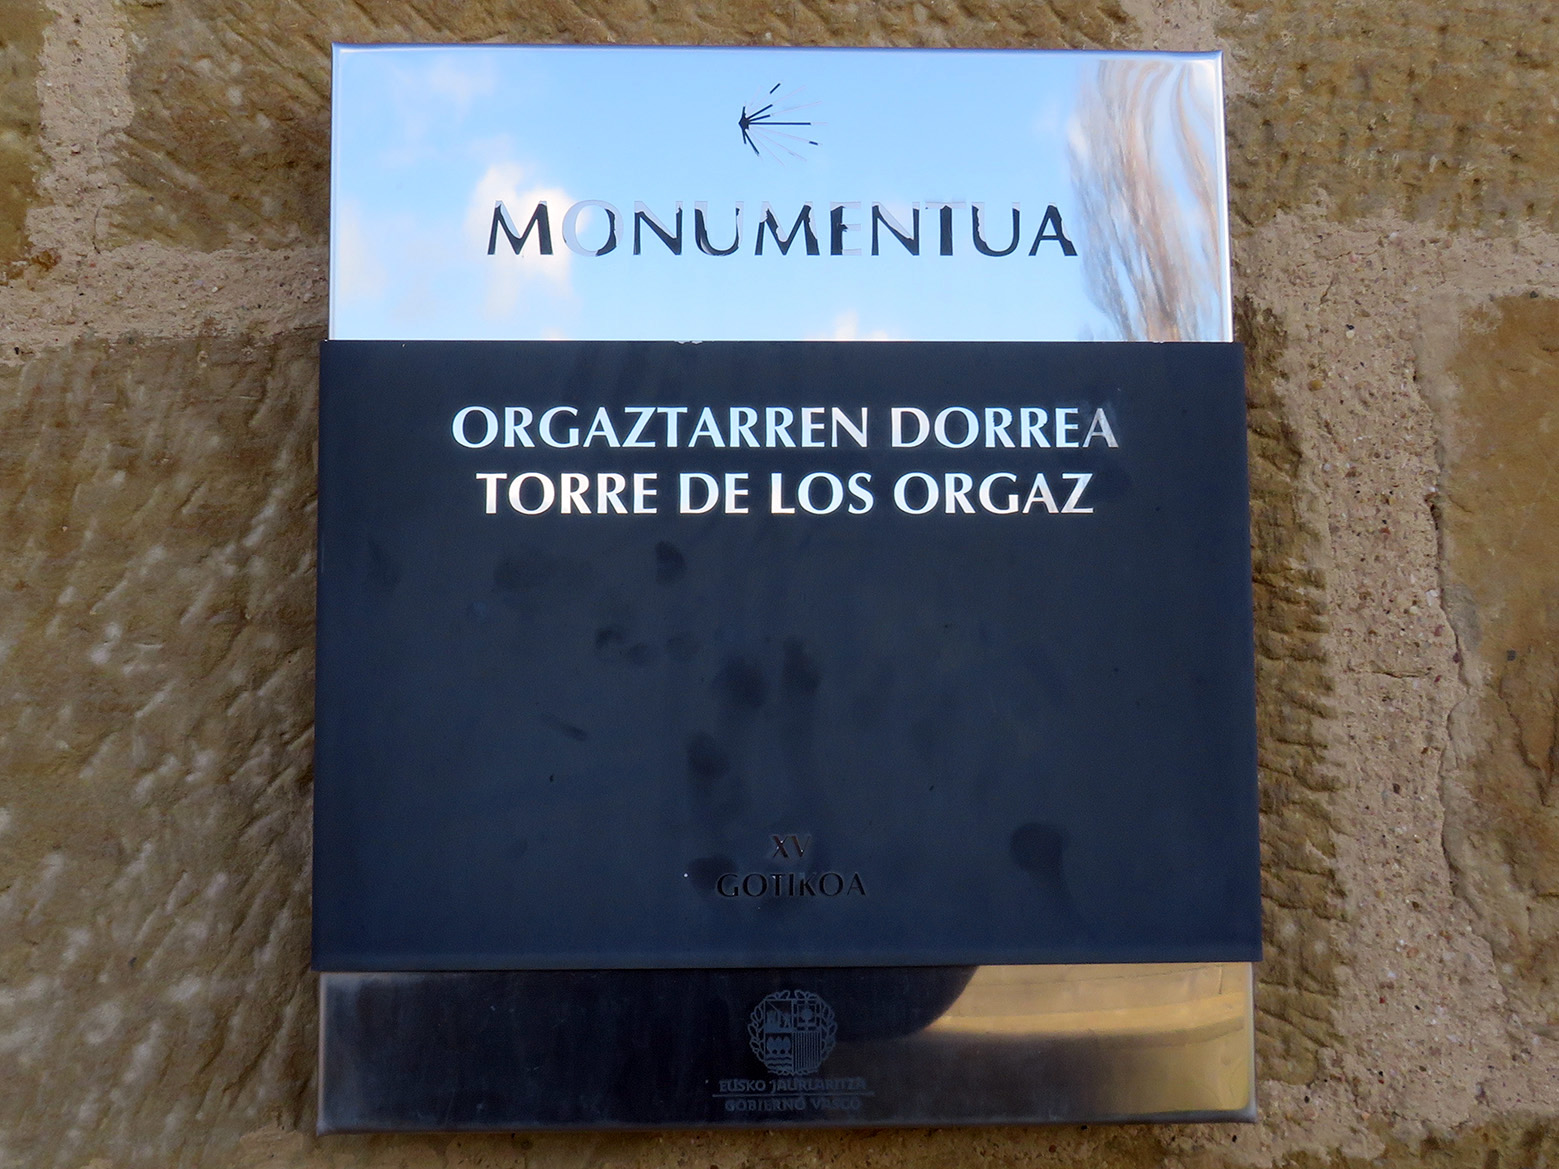 MONUMENTUA
ORGAZTARREN DORREA
TORRE DE LOS ORGAZ
XV
GOTIKOA
EUSKO JAURLARITZA
GOBIERNO VASCO